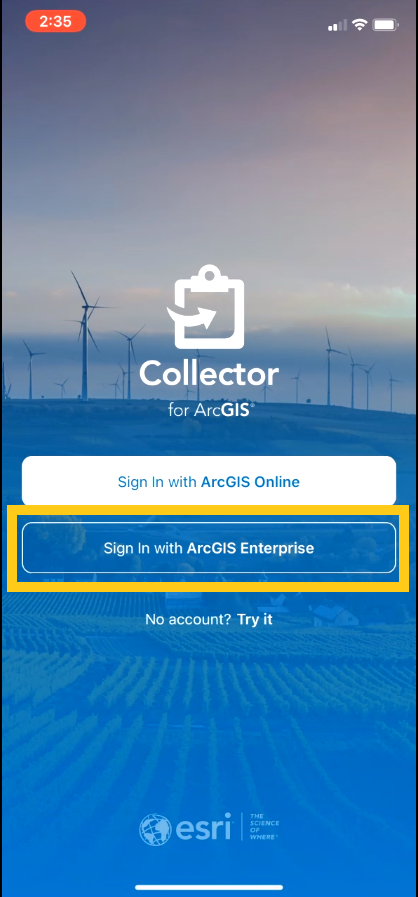 2:35
Collector
for ArcGIS®
Sign In with ArcGIS Online
Sign In with ArcGIS Enterprise
No account? Try it
esri
THE
SCIENCE
OF
WHERE®